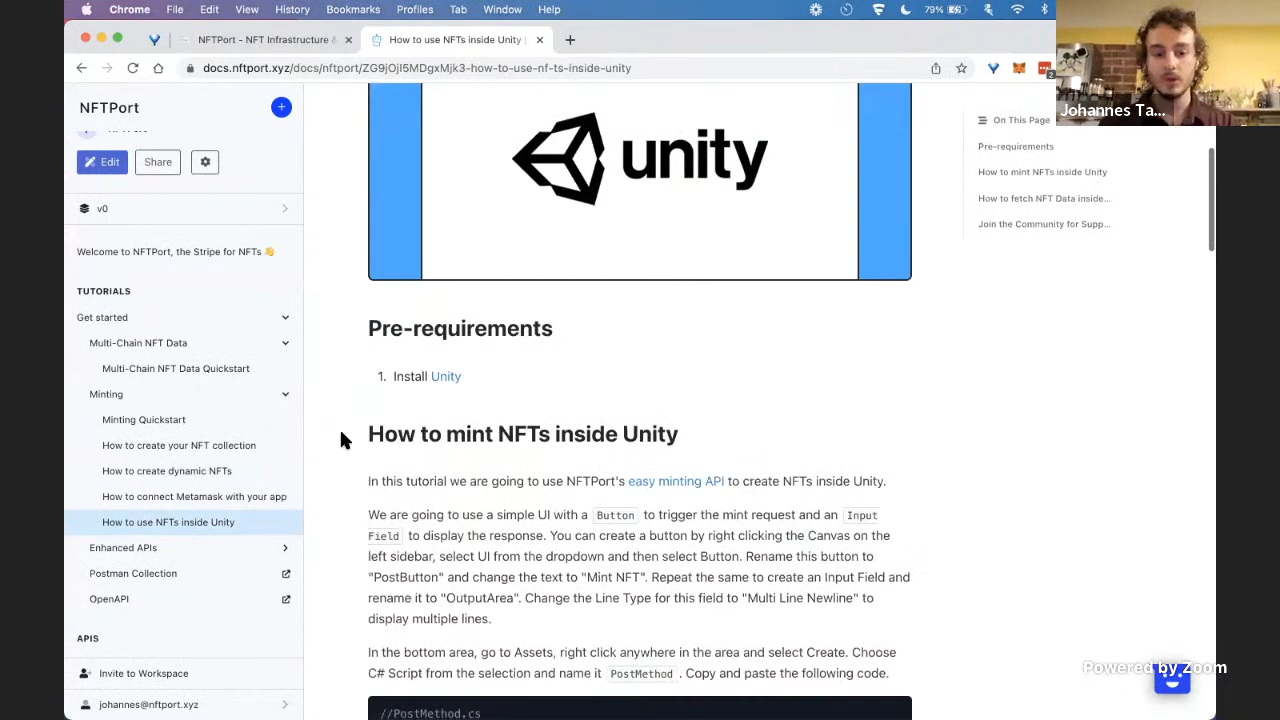 Chrome File Edit View History Bookmarks Profiles Tab Window Help 79%
NFTPort - NFT Infrastructure & How to use NFTs inside Unity
docs.nftport.xyz/docs/nftport/ZG9jOjI5MDgxMjk3-how-to-use-nf-ts-inside-unity 2
Johannes Ta...
NFTPort
Edit Share
v0
Welcome to NFTPort, the Stripe for NFTs 👋
TUTORIALS
Get started
Multi-Chain NFT Data
Multi-Chain NFT Data Quickstart
Minting
Minting Quickstart
How to create your NFT collection
How to create dynamic NFTs
How to connect Metamask with your app
How to use NFTs inside Unity
Enhanced APIs
Postman Collection
OpenAPI
APIS
Invite to Workspace
johannes@nftport.xyz
unity
Pre-requirements
1. Install Unity
How to mint NFTs inside Unity
In this tutorial we are going to use NFTPort's easy minting API to create NFTs inside Unity.
We are going to use a simple UI with a Button to trigger the mint request and an Input
Field to display the response. You can create a button by right clicking the Canvas on the
left sidebar, select UI from the dropdown and then select Button. Rename this button to
"PostButton" and change the text to "Mint NFT". Repeat the same to create an Input Field and
rename it to "OutputArea". Change the Line Type for this field to "Multi Line Newline" to
display multiple lines.
In the bottom area, go to Assets, right click anywhere in the area and select Create. Choose
C# Script from the selection and name it PostMethod . Copy and paste the following code.
//PostMethod.cs
On This Page
Pre-requirements
How to mint NFTs inside Unity
How to fetch NFT Data inside...
Join the Community for Supp...
Powered by Zoom